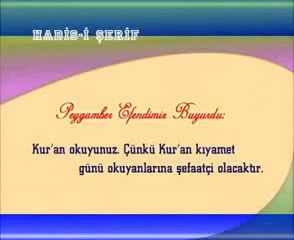 HADİS-İ ŞERİF
Peygamber Efendimiz Buyurdu:
Kur'an okuyunuz. Çünkü Kur'an kıyamet
günü okuyanlarına şefaatçi olacaktır.